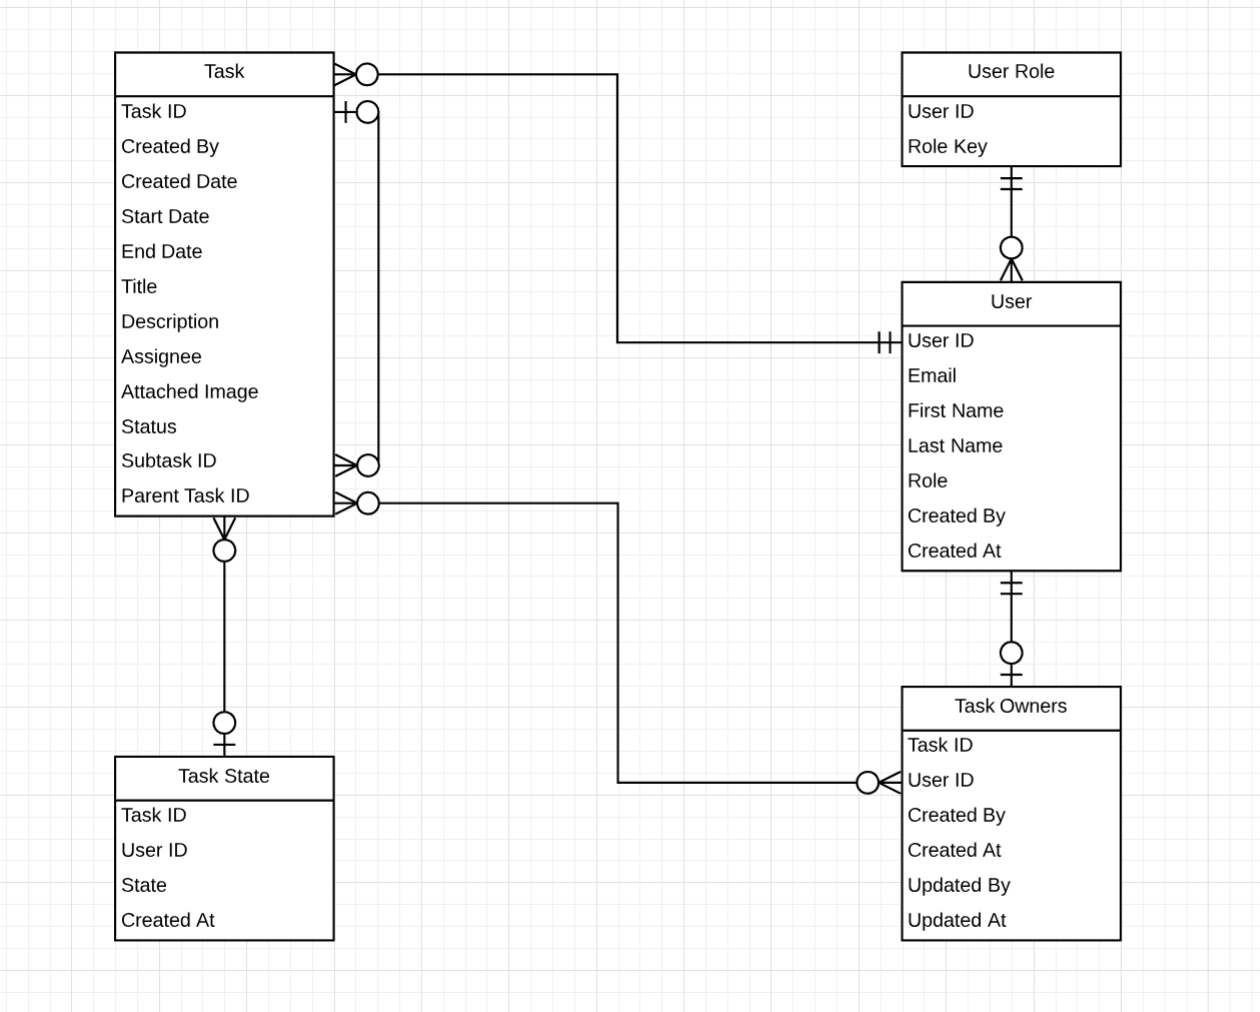 Task
Task ID
Created By
Created Date
Start Date
End Date
Title
Description
Assignee
Attached Image
Status
Subtask ID
Parent Task ID
User Role
User ID
Role Key
User
User ID
Email
First Name
Last Name
Role
Created By
Created At
Task State
Task ID
User ID
State
Created At
Task Owners
Task ID
User ID
Created By
Created At
Updated By
Updated At